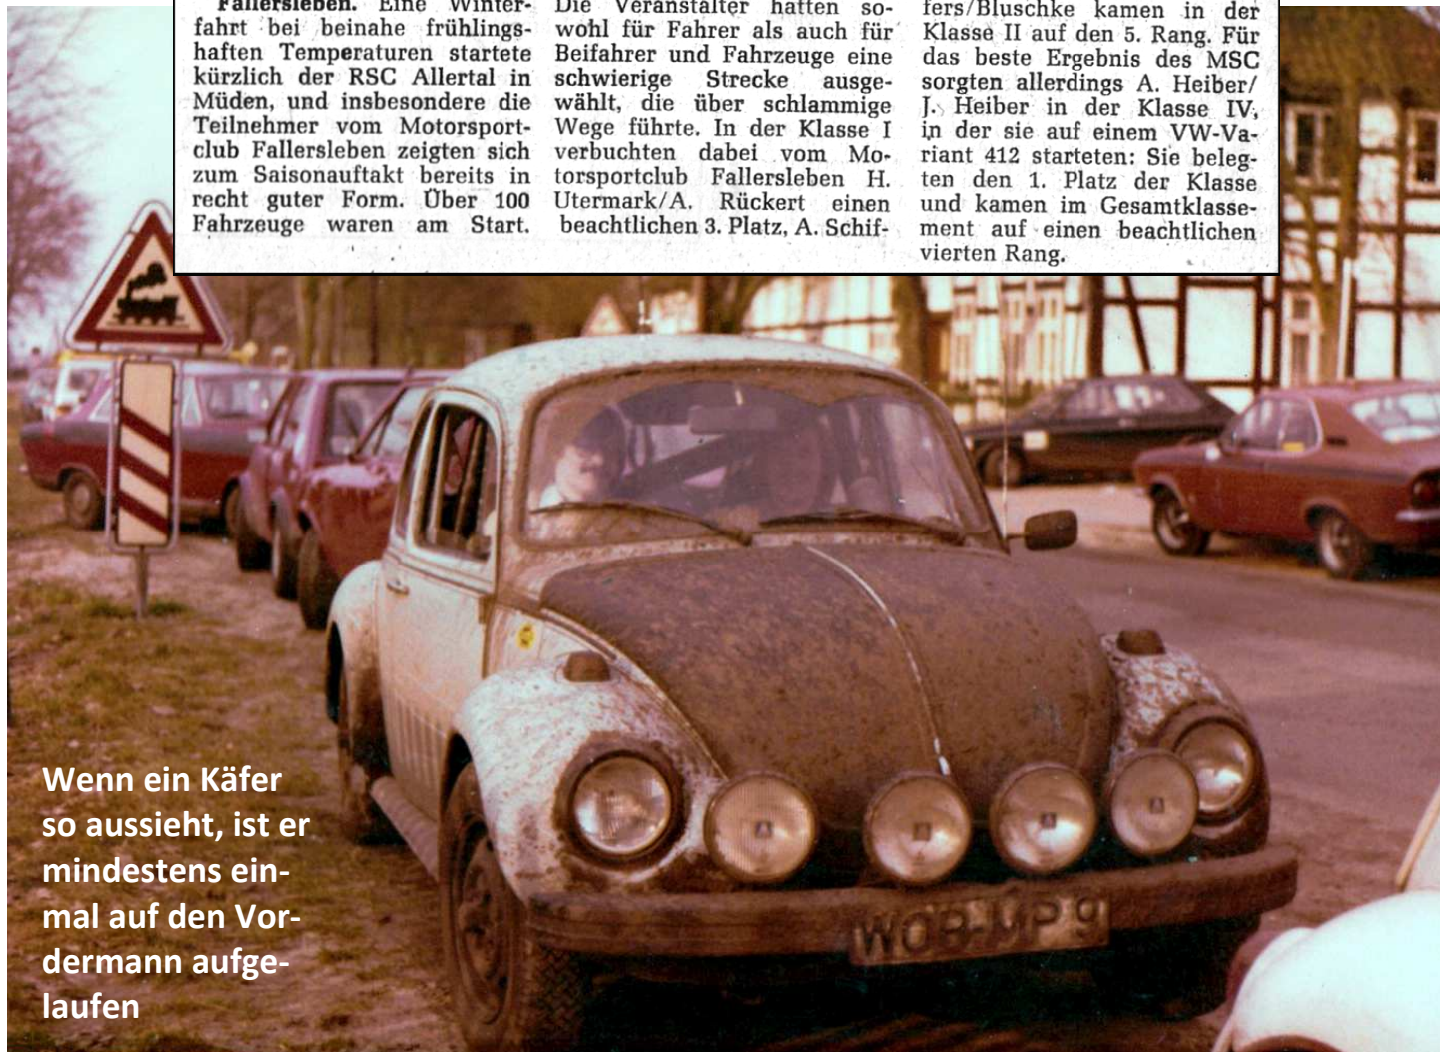 Fallersleben. Eine Winter-
fahrt bei beinahe frühlings-
haften Temperaturen startete
kürzlich der RSC Allertal in
Müden, und insbesondere die
Teilnehmer vom Motorsport-
club Fallersleben zeigten sich
zum Saisonauftakt bereits in
recht guter Form. Über 100
Fahrzeuge waren am Start.
Die Veranstalter hatten so-
wohl für Fahrer als auch für
Beifahrer und Fahrzeuge eine
schwierige Strecke ausge-
wählt, die über schlammige
Wege führte. In der Klasse I
verbuchten dabei vom Mo-
torsportclub Fallersleben H.
Utermark/A. Rückert einen
beachtlichen 3. Platz, A. Schif-
fers/Bluschke kamen in der
Klasse II auf den 5. Rang. Für
das beste Ergebnis des MSC
sorgten allerdings A. Heiber/
J. Heiber in der Klasse IV,
in der sie auf einem VW-Va-
riant 412 starteten: Sie beleg-
ten den 1. Platz der Klasse
und kamen im Gesamtklasse-
ment auf einen beachtlichen
vierten Rang.
Wenn ein Käfer
so aussieht, ist er
mindestens ein-
mal auf den Vor-
dermann aufge-
laufen
WOB-MP 9